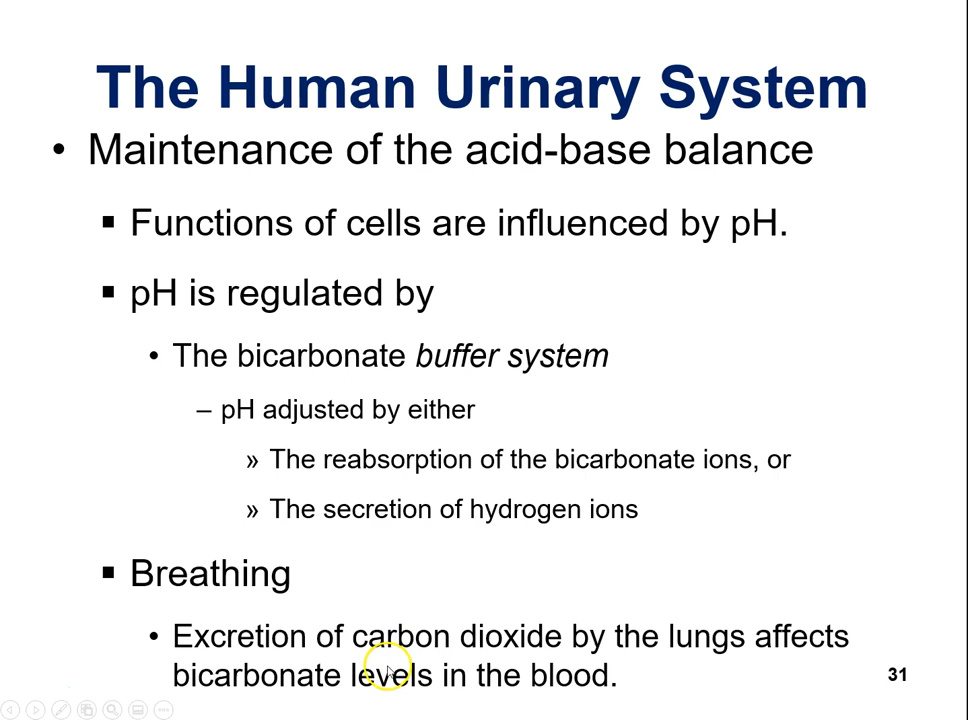 The Human Urinary System
• Maintenance of the acid-base balance
▪ Functions of cells are influenced by pH.
▪ pH is regulated by
• The bicarbonate buffer system
– pH adjusted by either
» The reabsorption of the bicarbonate ions, or
» The secretion of hydrogen ions
▪ Breathing
• Excretion of carbon dioxide by the lungs affects
bicarbonate levels in the blood.
31